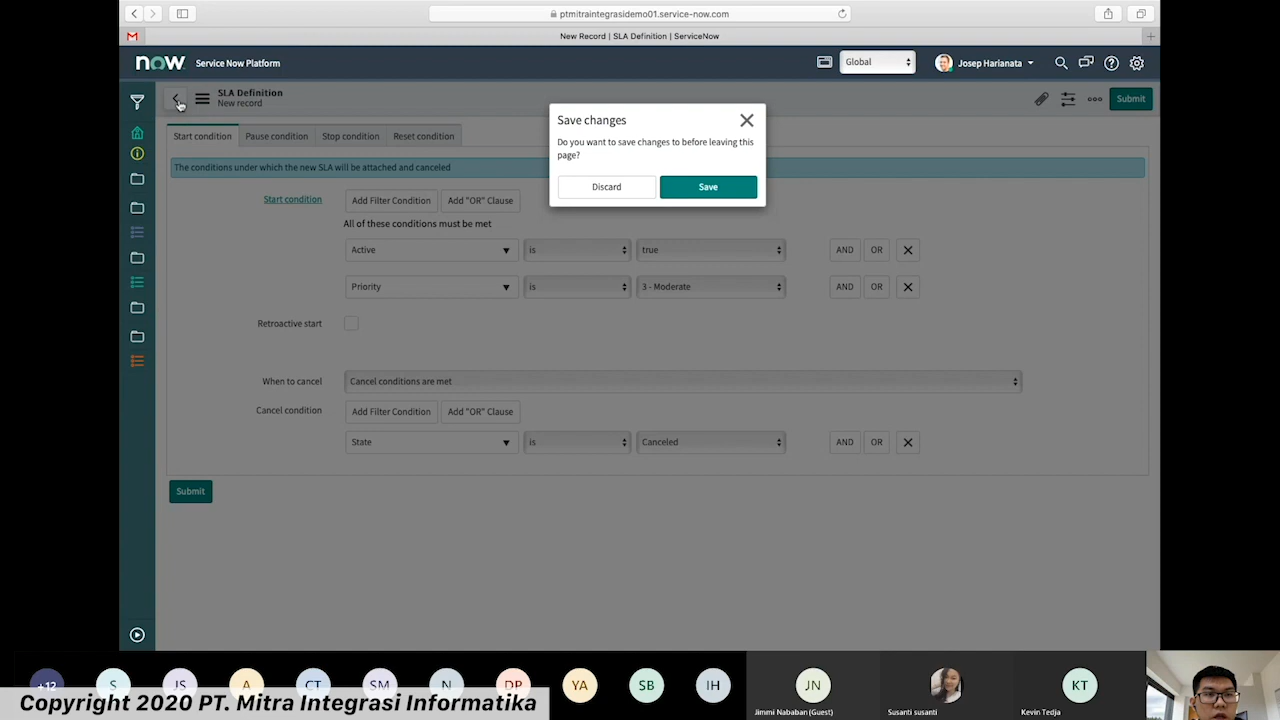 ptmitraintegrasidemo01.service-now.com
New Record | SLA Definition | ServiceNow
now
Service Now Platform
Global
Josep Harianata
SLA Definition
New record
Submit
Save changes
Do you want to save changes to before leaving this
page?
Discard
Save
Start condition
Pause condition
Stop condition
Reset condition
The conditions under which the new SLA will be attached and canceled
Start condition
Add Filter Condition
Add "OR" Clause
All of these conditions must be met
Active
is
true
AND
OR
Priority
is
3 - Moderate
AND
OR
Retroactive start
When to cancel
Cancel conditions are met
Cancel condition
Add Filter Condition
Add "OR" Clause
State
is
Canceled
AND
OR
Submit
+12
S
JS
A
CT
SM
N
DP
YA
SB
IH
JN
KT
Jimmi Nababan (Guest)
Susanti susanti
Kevin Tedja
Copyright 2020 PT. Mitra Integrasi Informatika